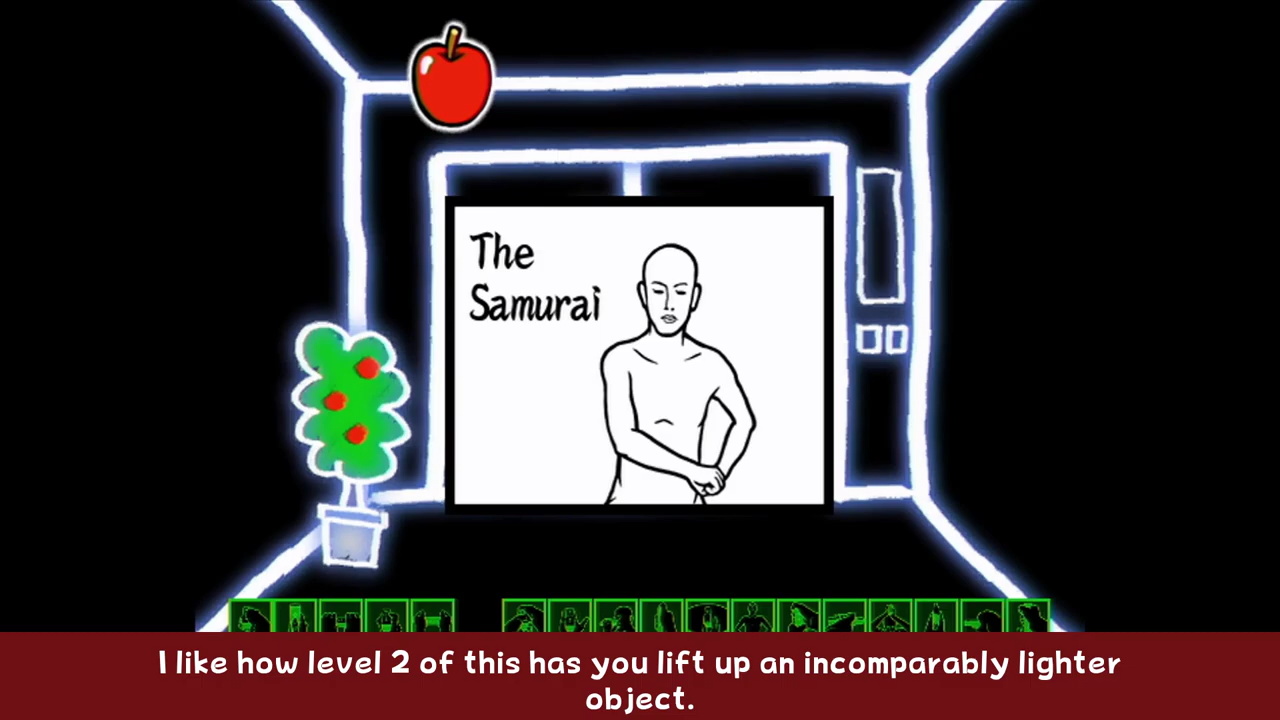 The
Samurai
I like how level 2 of this has you lift up an incomparably lighter
object.